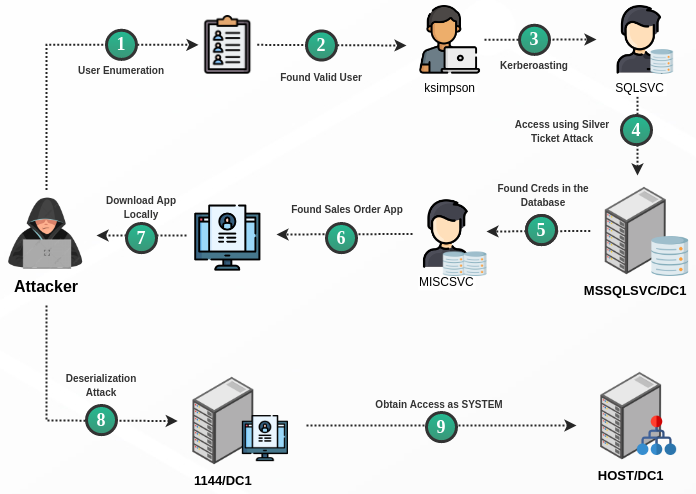 1
User Enumeration
2
Found Valid User
ksimpson
3
Kerberoasting
SQLSVC
Access using Silver
Ticket Attack
4
MSSQLSVC/DC1
Found Creds in the
Database
5
MISCSVC
Found Sales Order App
6
Download App
Locally
7
Attacker
Deserialization
Attack
8
1144/DC1
Obtain Access as SYSTEM
9
HOST/DC1